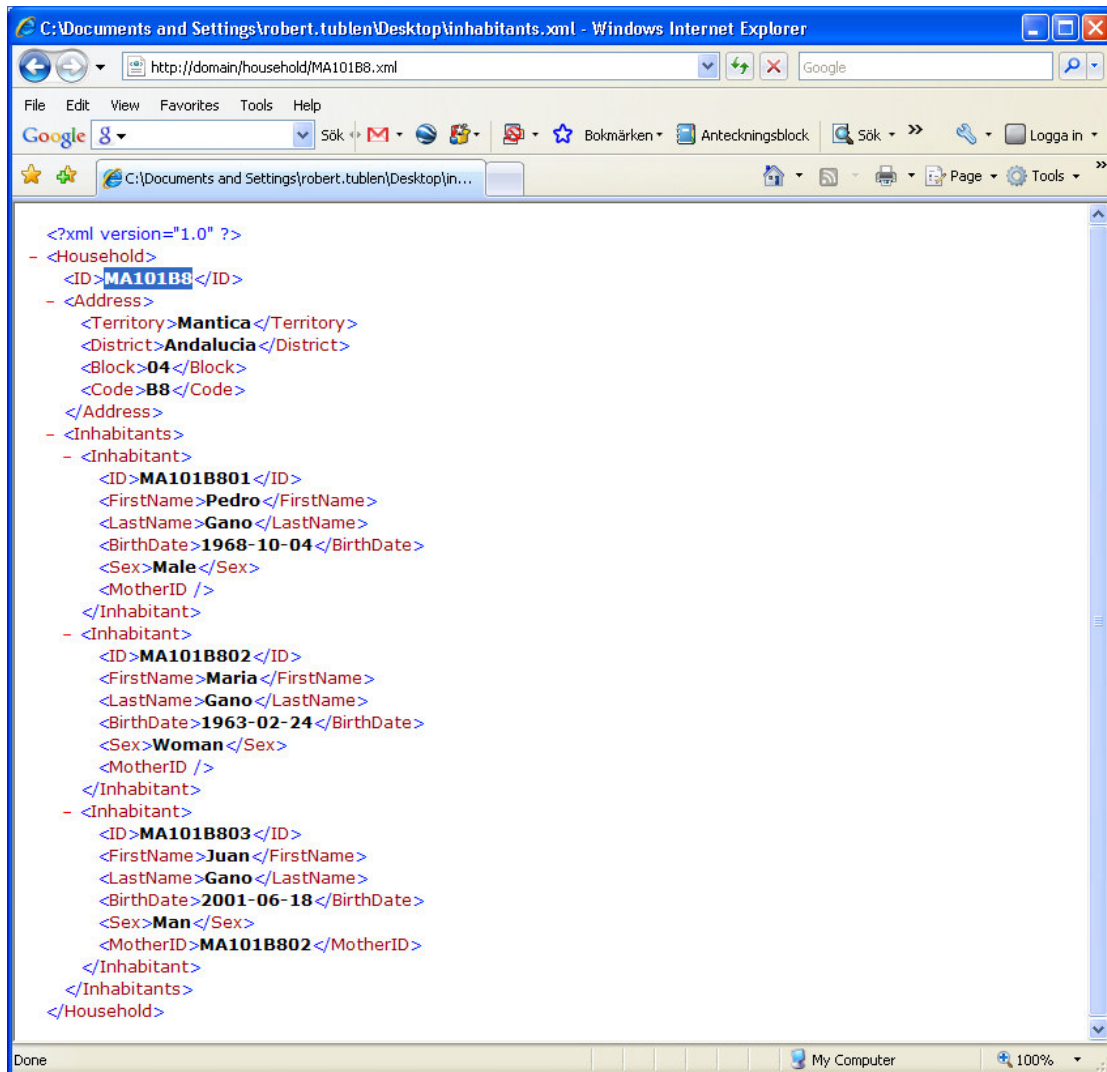 C:\Documents and Settings\robert.tublen\Desktop\inhabitants.xml - Windows Internet Explorer
http://domain/household/MA101B8.xml Google
File Edit View Favorites Tools Help
Google Sök Bokmärken Anteckningsblock Sök » Logga in
C:\Documents and Settings\robert.tublen\Desktop\in... Page Tools »
<?xml version="1.0" ?>
- <Household>
<ID>MA101B8</ID>
- <Address>
<Territory>Mantica</Territory>
<District>Andalucia</District>
<Block>04</Block>
<Code>B8</Code>
</Address>
- <Inhabitants>
- <Inhabitant>
<ID>MA101B801</ID>
<FirstName>Pedro</FirstName>
<LastName>Gano</LastName>
<BirthDate>1968-10-04</BirthDate>
<Sex>Male</Sex>
<MotherID />
</Inhabitant>
- <Inhabitant>
<ID>MA101B802</ID>
<FirstName>Maria</FirstName>
<LastName>Gano</LastName>
<BirthDate>1963-02-24</BirthDate>
<Sex>Woman</Sex>
<MotherID />
</Inhabitant>
- <Inhabitant>
<ID>MA101B803</ID>
<FirstName>Juan</FirstName>
<LastName>Gano</LastName>
<BirthDate>2001-06-18</BirthDate>
<Sex>Man</Sex>
<MotherID>MA101B802</MotherID>
</Inhabitant>
</Inhabitants>
</Household>
Done My Computer 100%